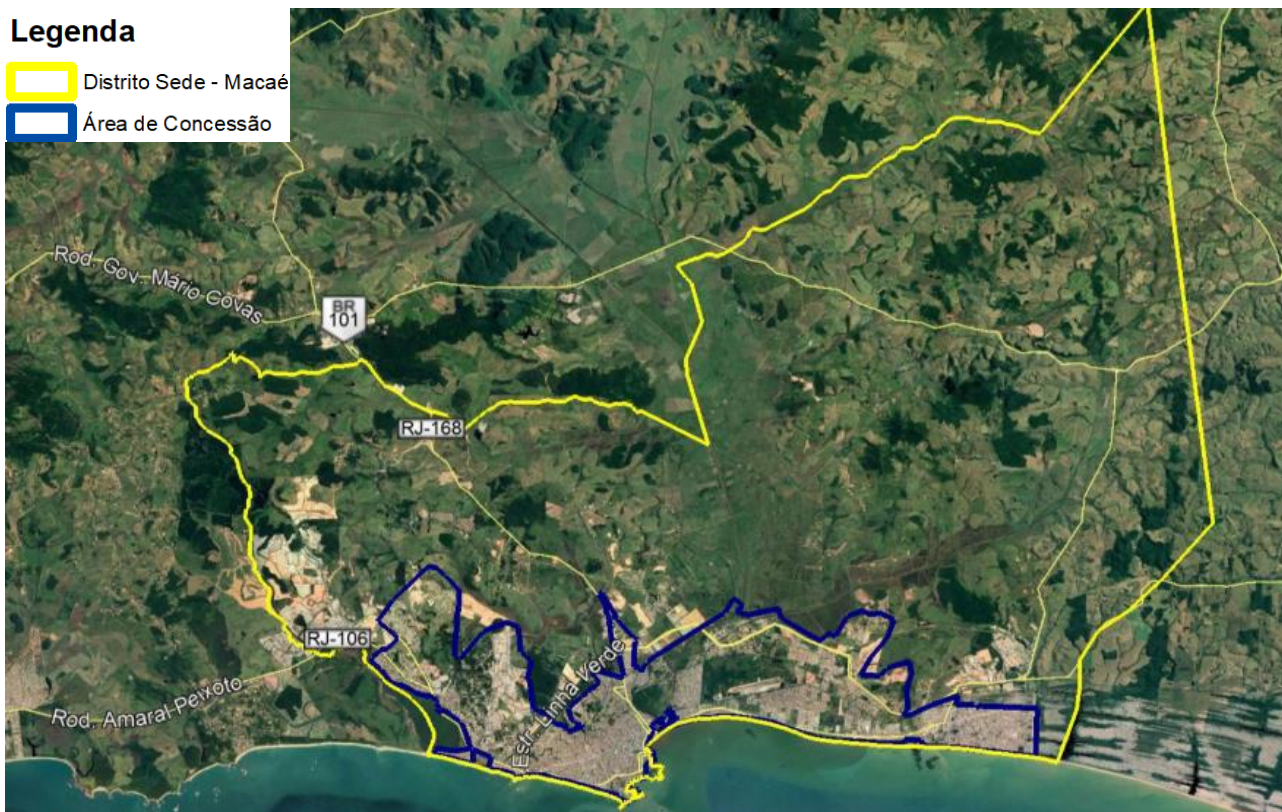 Legenda
Distrito Sede - Macaé
Área de Concessão
Rod. Gov. Mário Covas
BR
101
RJ-168
RJ-106
Estr. Linha Verde
Rod. Amaral Peixoto